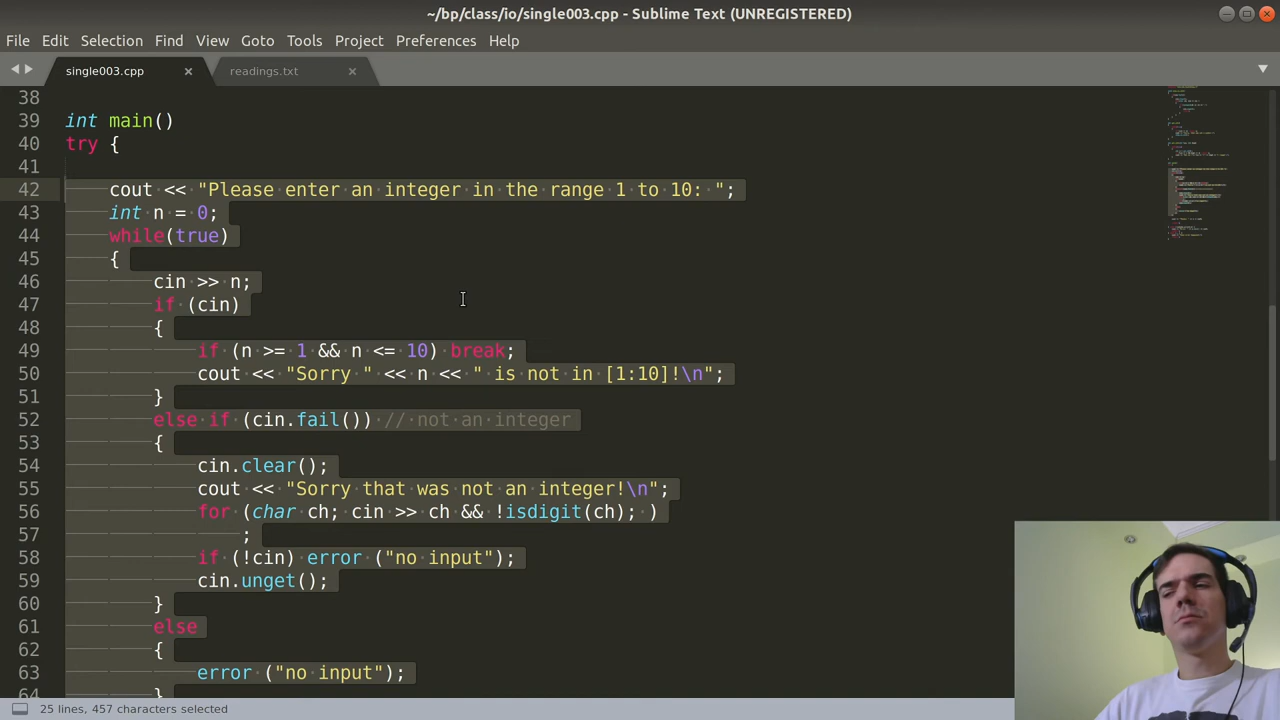 ~/bp/class/io/single003.cpp - Sublime Text (UNREGISTERED)
File Edit Selection Find View Goto Tools Project Preferences Help
single003.cpp readings.txt
38
39 int main()
40 try {
41
42 cout << "Please enter an integer in the range 1 to 10: ";
43 int n = 0;
44 while(true)
45 {
46 cin >> n;
47 if (cin)
48 {
49 if (n >= 1 && n <= 10) break;
50 cout << "Sorry " << n << " is not in [1:10]!\n";
51 }
52 else if (cin.fail()) // not an integer
53 {
54 cin.clear();
55 cout << "Sorry that was not an integer!\n";
56 for (char ch; cin >> ch && !isdigit(ch); )
57 ;
58 if (!cin) error ("no input");
59 cin.unget();
60 }
61 else
62 {
63 error ("no input");
64 }
25 lines, 457 characters selected